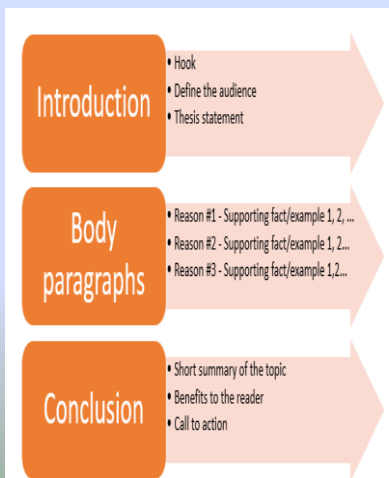 Introduction
• Hook
• Define the audience
• Thesis statement
Body
paragraphs
• Reason #1 - Supporting fact/example 1, 2, ...
• Reason #2 - Supporting fact/example 1, 2...
• Reason #3 - Supporting fact/example 1,2...
Conclusion
• Short summary of the topic
• Benefits to the reader
• Call to action